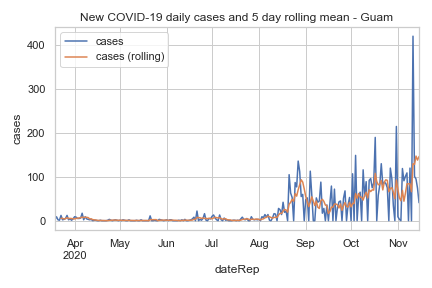 New COVID-19 daily cases and 5 day rolling mean - Guam
cases
cases (rolling)
400
300
200
100
0
cases
Apr
2020
May
Jun
Jul
Aug
Sep
Oct
Nov
dateRep